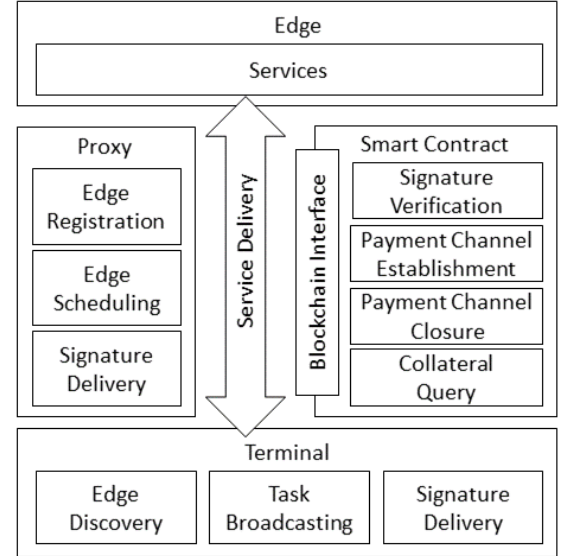 Edge
Services
Proxy
Edge
Registration
Edge
Scheduling
Signature
Delivery
Service Delivery
Blockchain Interface
Smart Contract
Signature
Verification
Payment Channel
Establishment
Payment Channel
Closure
Collateral
Query
Terminal
Edge
Discovery
Task
Broadcasting
Signature
Delivery